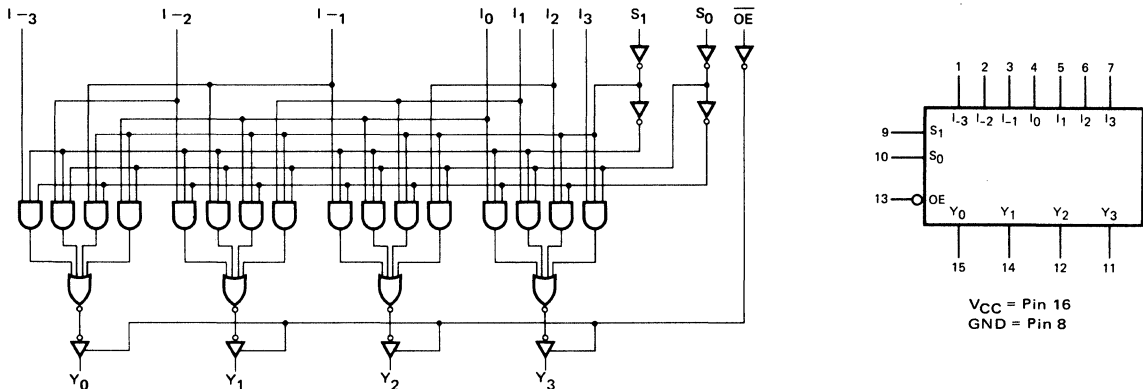 I−3 I−2 I−1 I0 I1 I2 I3 S1 S0 OE
Y0 Y1 Y2 Y3
1 2 3 4 5 6 7
I-3 I-2 I-1 I0 I1 I2 I3
9 S1
10 S0
13 OE
Y0 Y1 Y2 Y3
15 14 12 11
VCC = Pin 16
GND = Pin 8